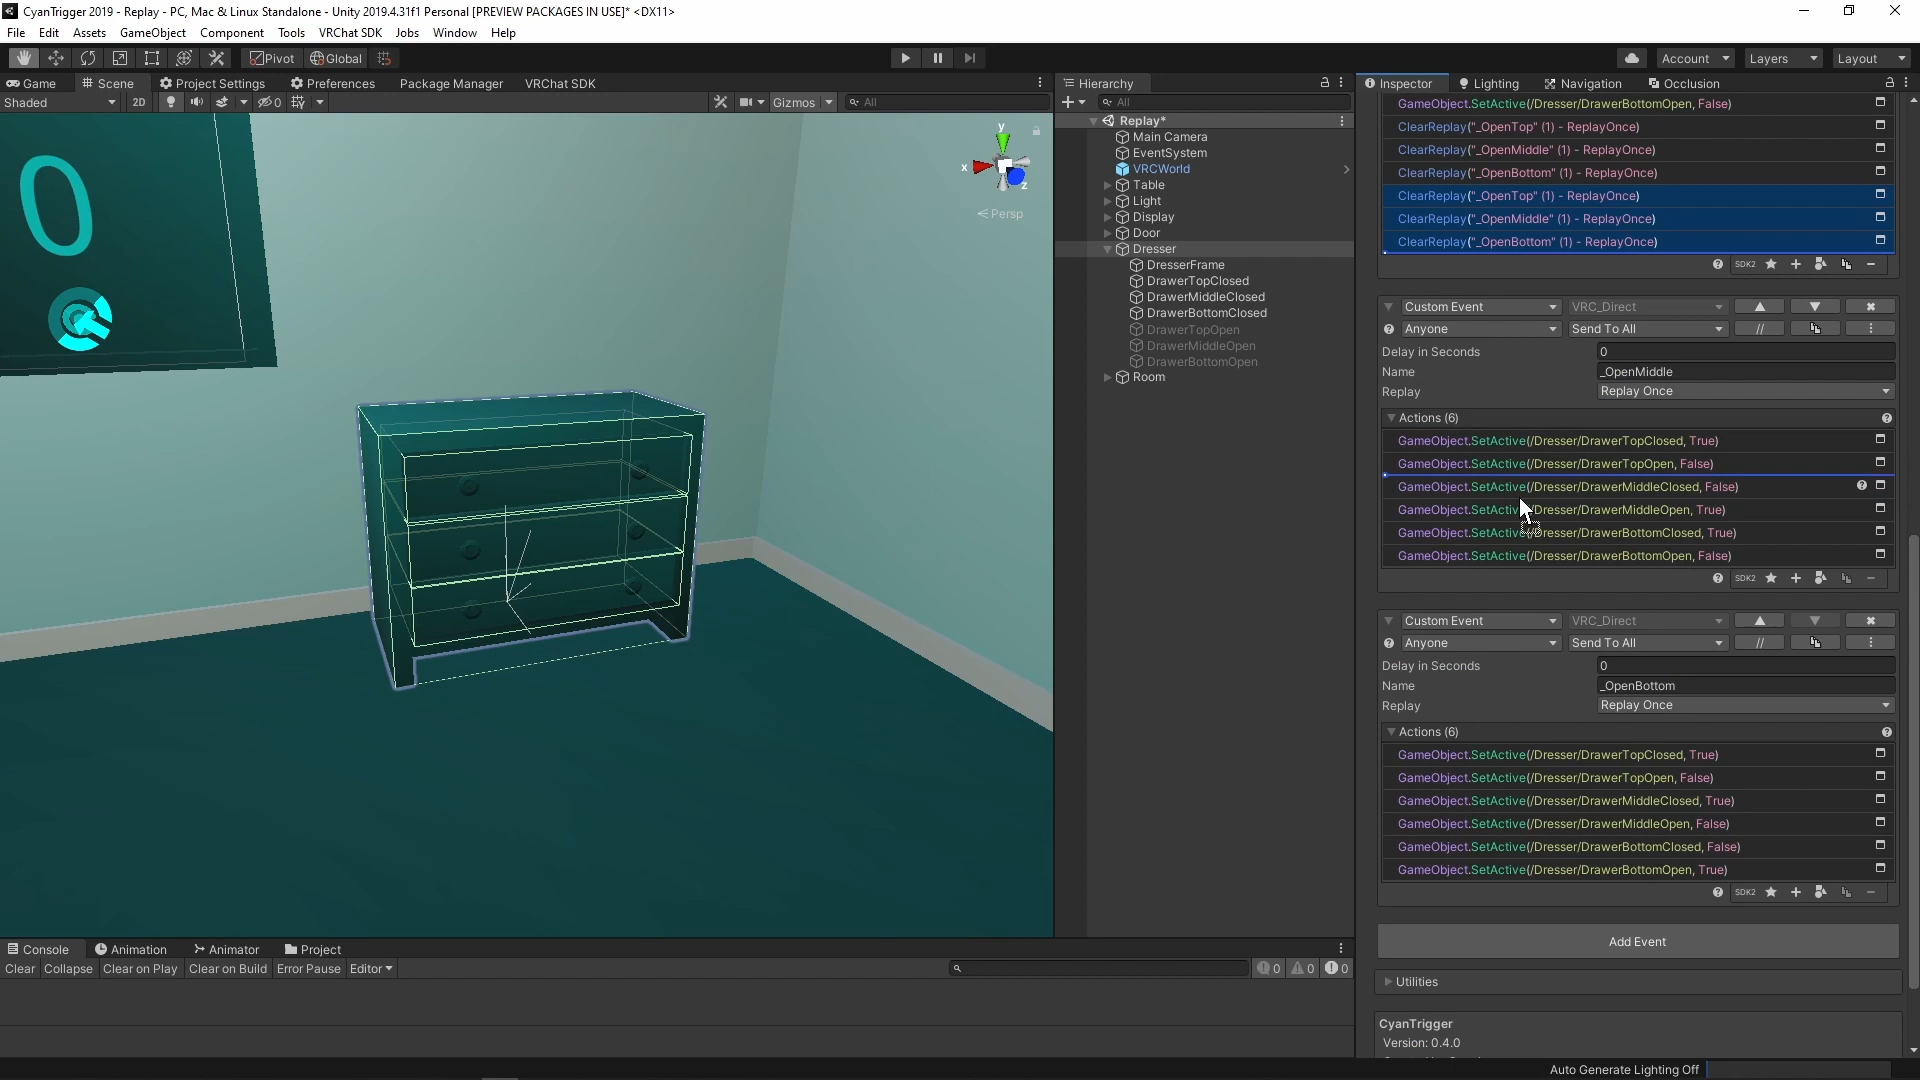 CyanTrigger 2019 - Replay - PC, Mac & Linux Standalone - Unity 2019.4.31f1 Personal [PREVIEW PACKAGES IN USE]* <DX11>
File Edit Assets GameObject Component Tools VRChat SDK Jobs Window Help
Pivot Global Account Layers Layout
Game Scene Project Settings Preferences Package Manager VRChat SDK
Shaded 2D 0 Gizmos All
0
y
x
z
Persp
Hierarchy
All
Replay*
Main Camera
EventSystem
VRCWorld
Table
Light
Display
Door
Dresser
DresserFrame
DrawerTopClosed
DrawerMiddleClosed
DrawerBottomClosed
DrawerTopOpen
DrawerMiddleOpen
DrawerBottomOpen
Room
Inspector Lighting Navigation Occlusion
GameObject.SetActive(/Dresser/DrawerBottomOpen, False)
ClearReplay("_OpenTop" (1) - ReplayOnce)
ClearReplay("_OpenMiddle" (1) - ReplayOnce)
ClearReplay("_OpenBottom" (1) - ReplayOnce)
ClearReplay("_OpenTop" (1) - ReplayOnce)
ClearReplay("_OpenMiddle" (1) - ReplayOnce)
ClearReplay("_OpenBottom" (1) - ReplayOnce)
SDK2
Custom Event VRC_Direct
Anyone Send To All //
Delay in Seconds 0
Name _OpenMiddle
Replay Replay Once
Actions (6)
GameObject.SetActive(/Dresser/DrawerTopClosed, True)
GameObject.SetActive(/Dresser/DrawerTopOpen, False)
GameObject.SetActive(/Dresser/DrawerMiddleClosed, False)
GameObject.SetActive(/Dresser/DrawerMiddleOpen, True)
GameObject.SetActive(/Dresser/DrawerBottomClosed, True)
GameObject.SetActive(/Dresser/DrawerBottomOpen, False)
SDK2
Custom Event VRC_Direct
Anyone Send To All //
Delay in Seconds 0
Name _OpenBottom
Replay Replay Once
Actions (6)
GameObject.SetActive(/Dresser/DrawerTopClosed, True)
GameObject.SetActive(/Dresser/DrawerTopOpen, False)
GameObject.SetActive(/Dresser/DrawerMiddleClosed, True)
GameObject.SetActive(/Dresser/DrawerMiddleOpen, False)
GameObject.SetActive(/Dresser/DrawerBottomClosed, False)
GameObject.SetActive(/Dresser/DrawerBottomOpen, True)
SDK2
Add Event
Utilities
CyanTrigger
Version: 0.4.0
Console Animation Animator Project
Clear Collapse Clear on Play Clear on Build Error Pause Editor 0 0 0
Auto Generate Lighting Off